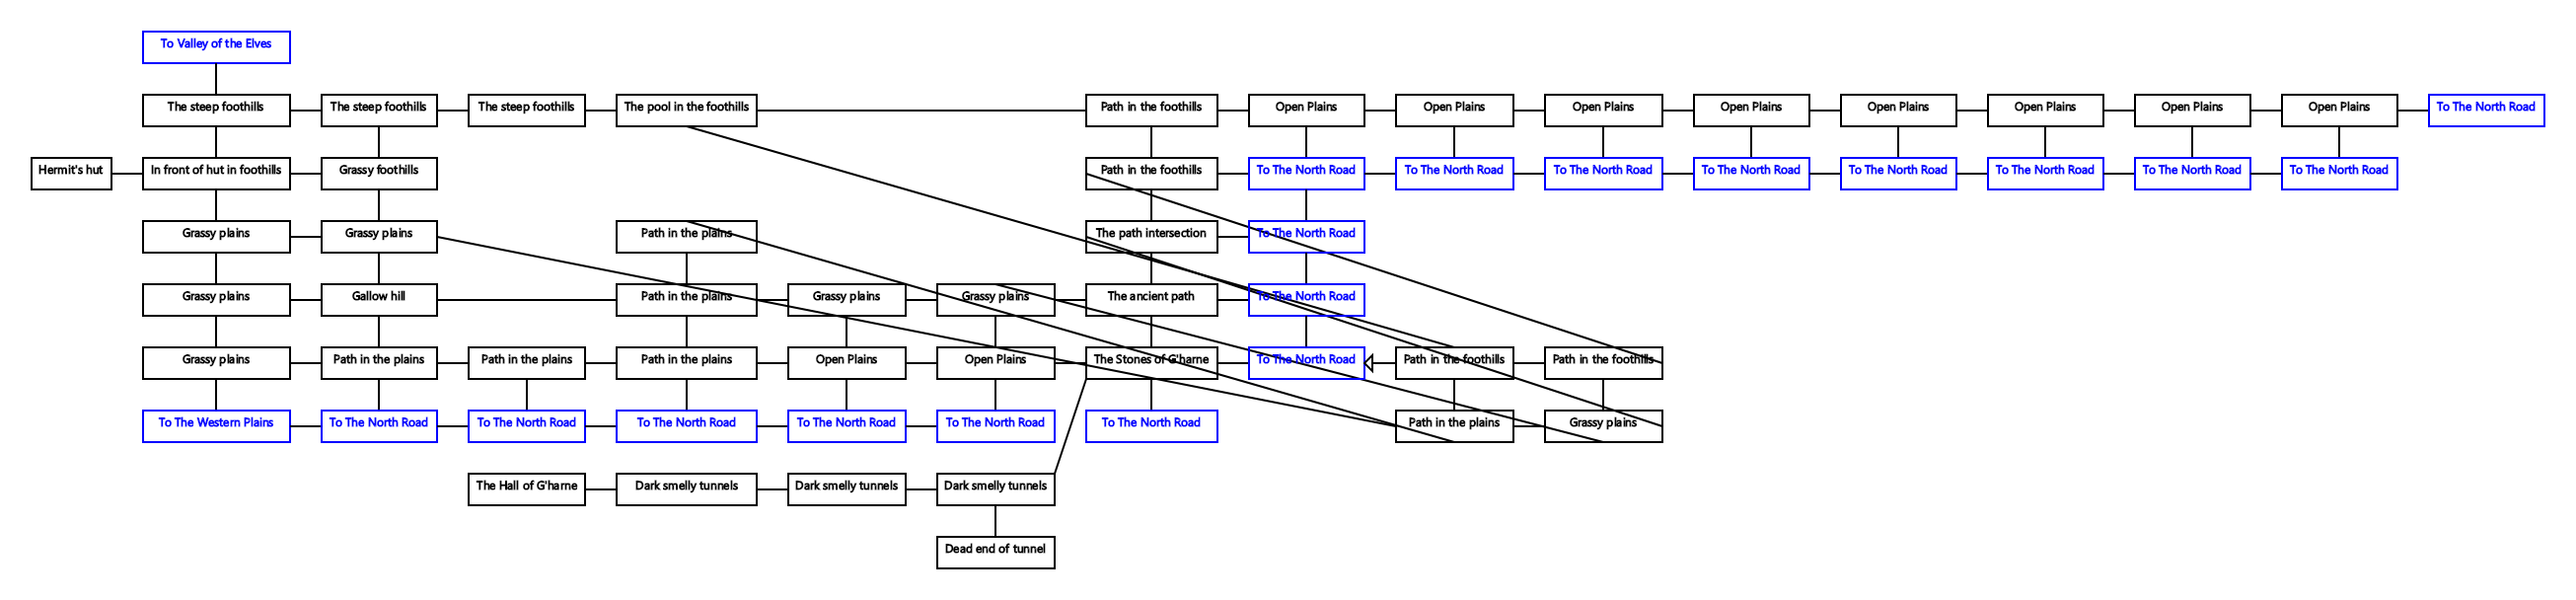 To Valley of the Elves
The steep foothills
The steep foothills
The steep foothills
The pool in the foothills
Path in the foothills
Open Plains
Open Plains
Open Plains
Open Plains
Open Plains
Open Plains
Open Plains
Open Plains
To The North Road
Hermit's hut
In front of hut in foothills
Grassy foothills
Path in the foothills
To The North Road
To The North Road
To The North Road
To The North Road
To The North Road
To The North Road
To The North Road
To The North Road
Grassy plains
Grassy plains
Path in the plains
The path intersection
To The North Road
Grassy plains
Gallow hill
Path in the plains
Grassy plains
Grassy plains
The ancient path
To The North Road
Grassy plains
Path in the plains
Path in the plains
Path in the plains
Open Plains
Open Plains
The Stones of G'harne
To The North Road
Path in the foothills
Path in the foothills
To The Western Plains
To The North Road
To The North Road
To The North Road
To The North Road
To The North Road
To The North Road
Path in the plains
Grassy plains
The Hall of G'harne
Dark smelly tunnels
Dark smelly tunnels
Dark smelly tunnels
Dead end of tunnel